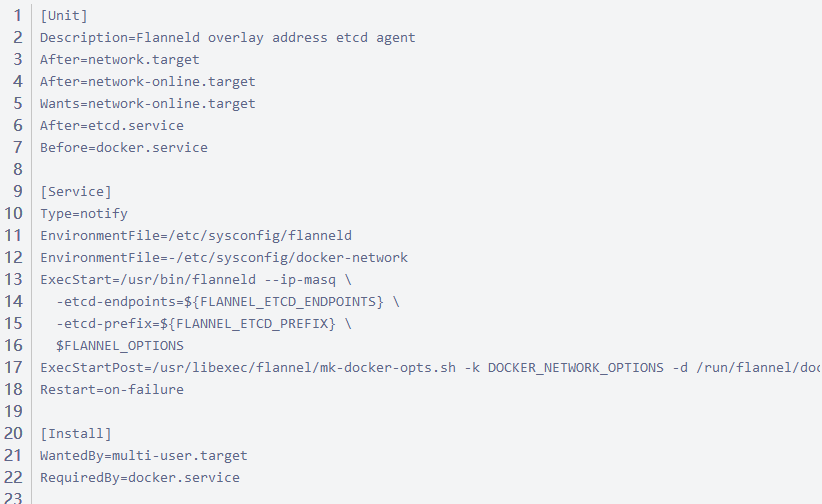 1 [Unit]
2 Description=Flanneld overlay address etcd agent
3 After=network.target
4 After=network-online.target
5 Wants=network-online.target
6 After=etcd.service
7 Before=docker.service
8
9 [Service]
10 Type=notify
11 EnvironmentFile=/etc/sysconfig/flanneld
12 EnvironmentFile=-/etc/sysconfig/docker-network
13 ExecStart=/usr/bin/flanneld --ip-masq \
14   -etcd-endpoints=${FLANNEL_ETCD_ENDPOINTS} \
15   -etcd-prefix=${FLANNEL_ETCD_PREFIX} \
16   $FLANNEL_OPTIONS
17 ExecStartPost=/usr/libexec/flannel/mk-docker-opts.sh -k DOCKER_NETWORK_OPTIONS -d /run/flannel/doc
18 Restart=on-failure
19
20 [Install]
21 WantedBy=multi-user.target
22 RequiredBy=docker.service
23